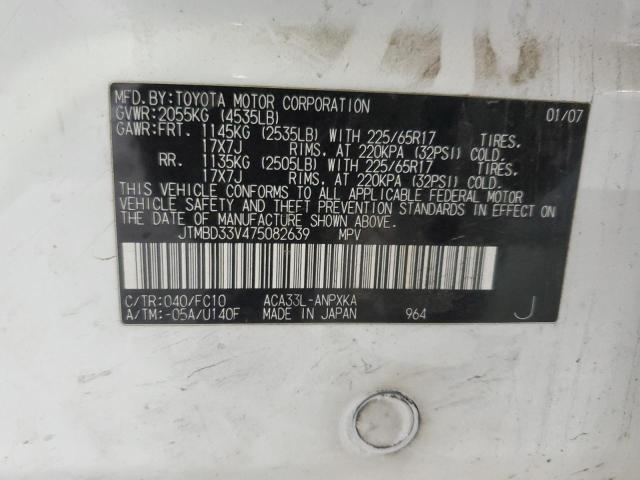 MFD.BY:TOYOTA MOTOR CORPORATION 01/07
GVWR:2055KG (4535LB)
GAWR:FRT. 1145KG (2535LB) WITH 225/65R17 TIRES.
17X7J RIMS, AT 220KPA (32PSI) COLD.
RR. 1135KG (2505LB) WITH 225/65R17 TIRES.
17X7J RIMS, AT 220KPA (32PSI) COLD.
THIS VEHICLE CONFORMS TO ALL APPLICABLE FEDERAL MOTOR
VEHICLE SAFETY AND THEFT PREVENTION STANDARDS IN EFFECT ON
THE DATE OF MANUFACTURE SHOWN ABOVE.
JTMBD33V475082639 MPV
C/TR:040/FC10 ACA33L-ANPXKA
A/TM:-05A/U140F MADE IN JAPAN 964 J